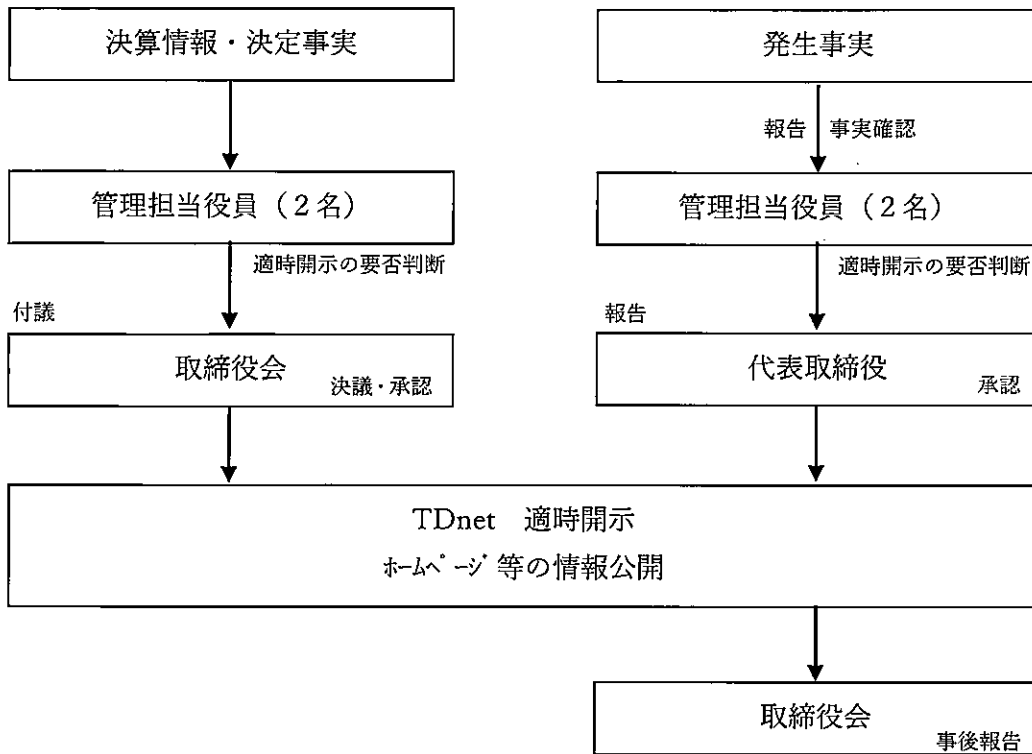 決算情報・決定事実
発生事実
報告 事実確認
管理担当役員（２名）
管理担当役員（２名）
適時開示の要否判断
適時開示の要否判断
付議
報告
取締役会
決議・承認
代表取締役
承認
TDnet　適時開示
ﾎｰﾑﾍﾟｰｼﾞ等の情報公開
取締役会
事後報告